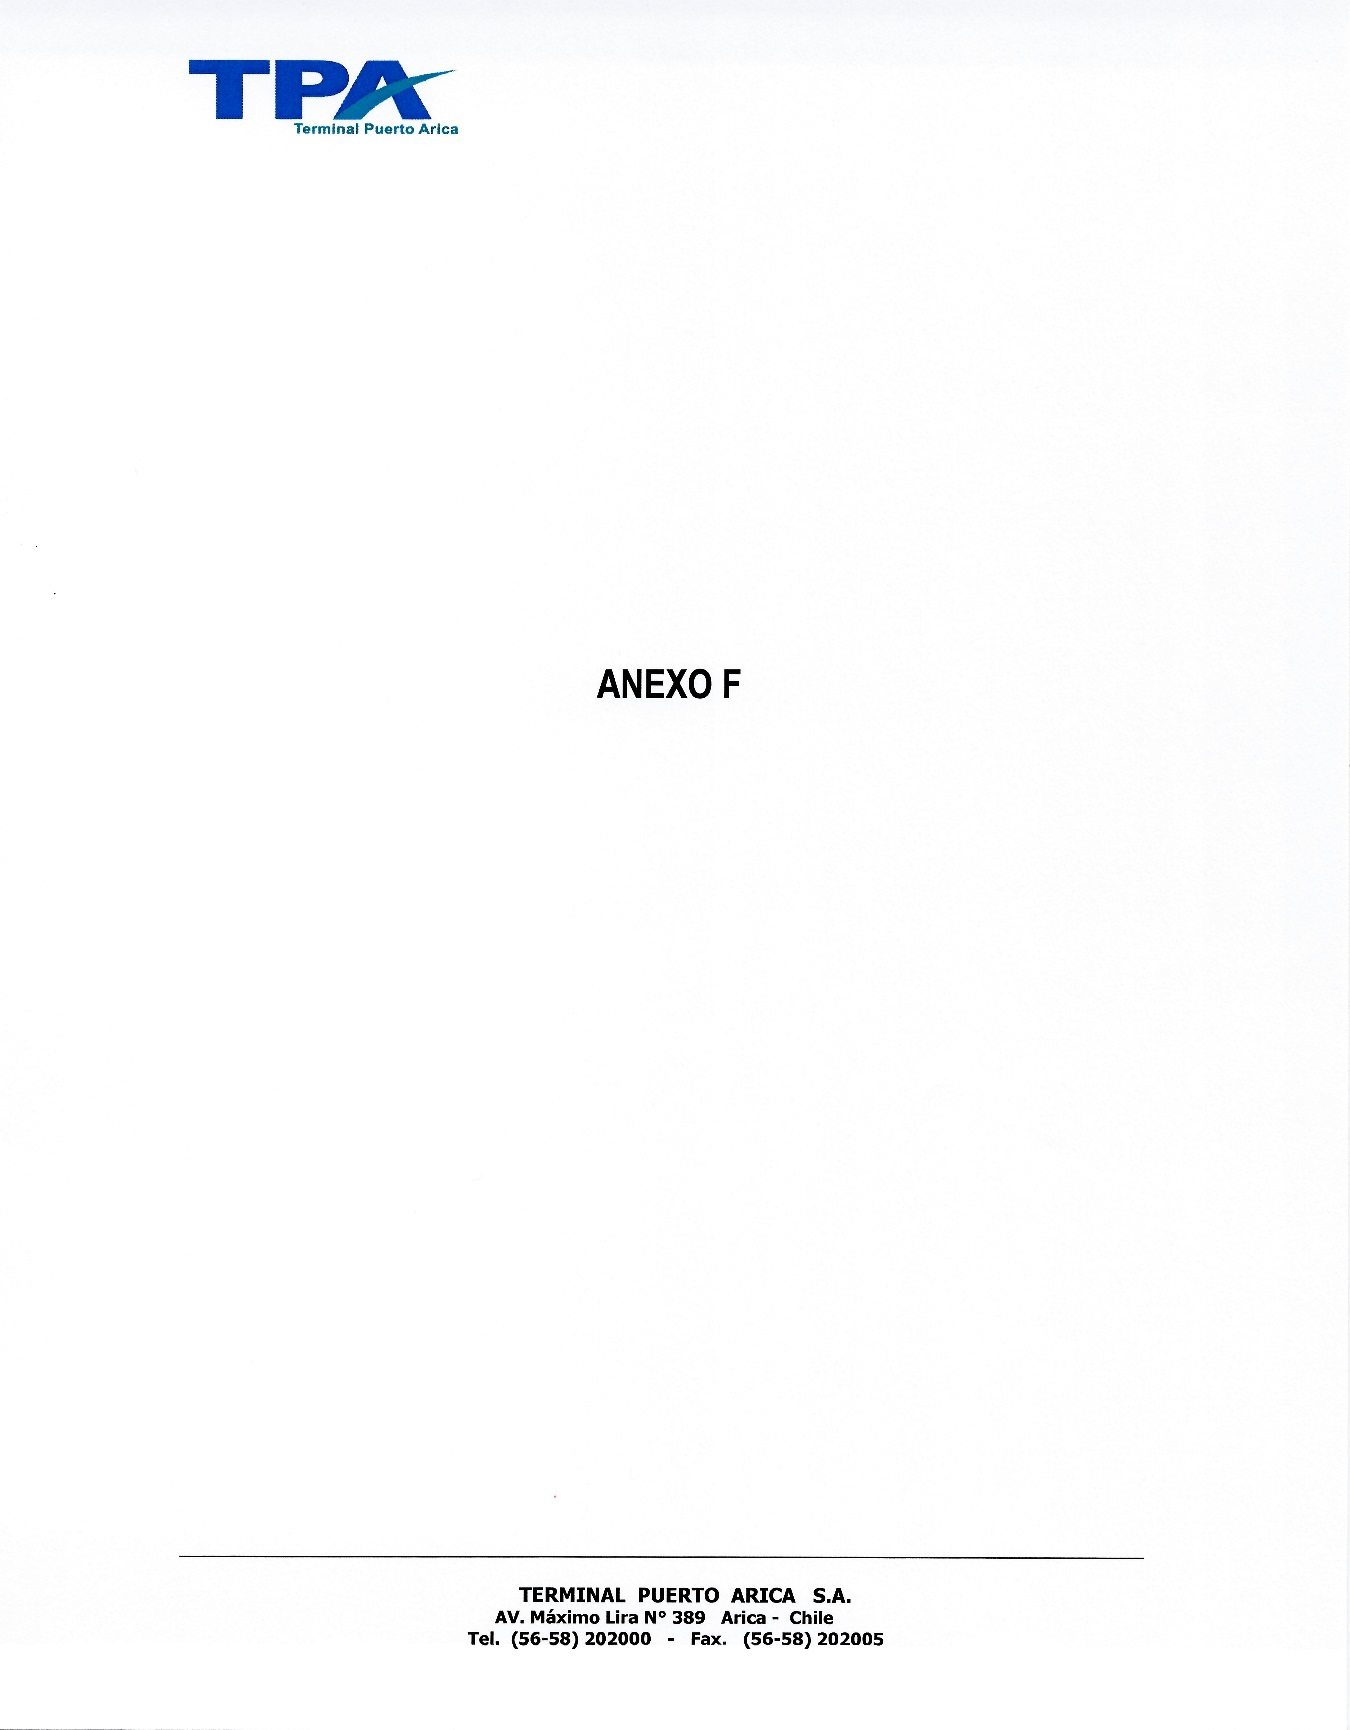 TPA
Terminal Puerto Arica
ANEXO F
TERMINAL PUERTO ARICA S.A.
AV. Máximo Lira Nº 389 Arica - Chile
Tel. (56-58) 202000 - Fax. (56-58) 202005